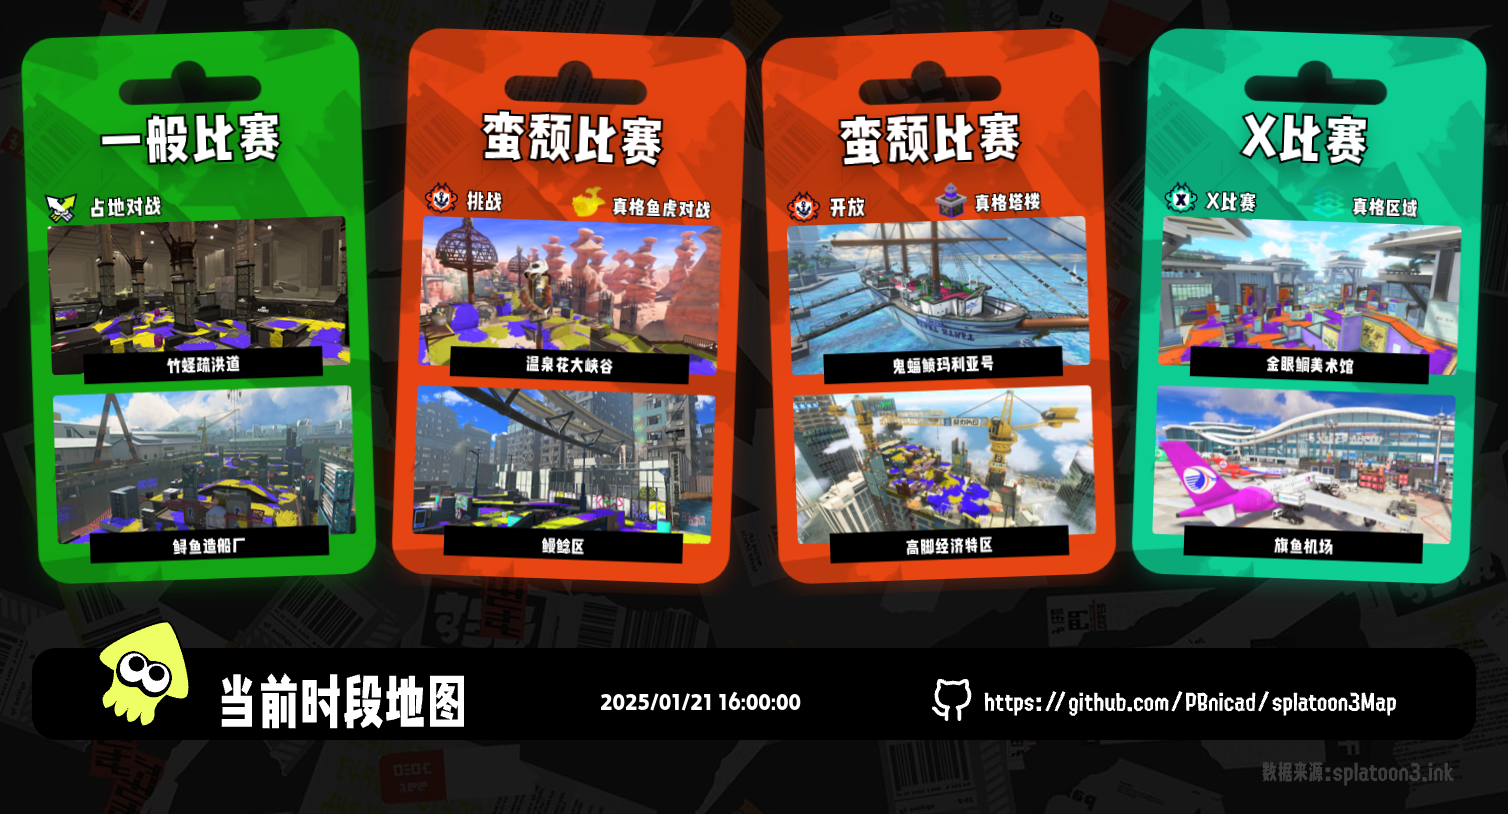 一般比赛
占地对战
竹蛏疏洪道
鲟鱼造船厂
蛮颓比赛
挑战
真格鱼虎对战
温泉花大峡谷
鳗鲶区
蛮颓比赛
开放
真格塔楼
鬼蝠鲼玛利亚号
高脚经济特区
X比赛
X比赛
真格区域
金眼鲷美术馆
旗鱼机场
当前时段地图
2025/01/21 16:00:00
https://github.com/PBnicad/splatoon3Map
数据来源:splatoon3.ink